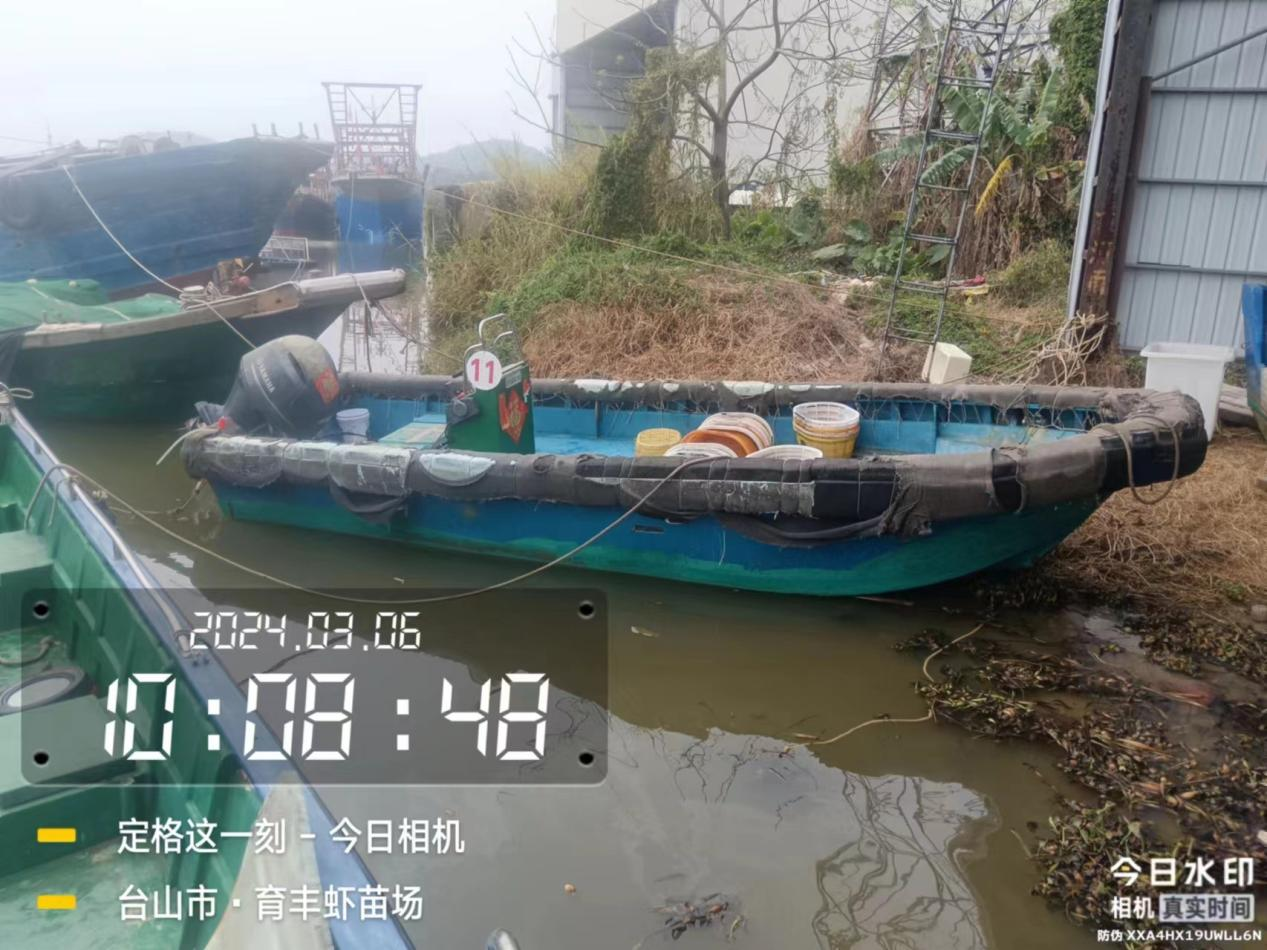 YAMAHA
11
2024.03.06
10:08:48
定格这一刻 - 今日相机
台山市 · 育丰虾苗场
今日水印
相机 真实时间
防伪 XXA4HX19UWLL6N